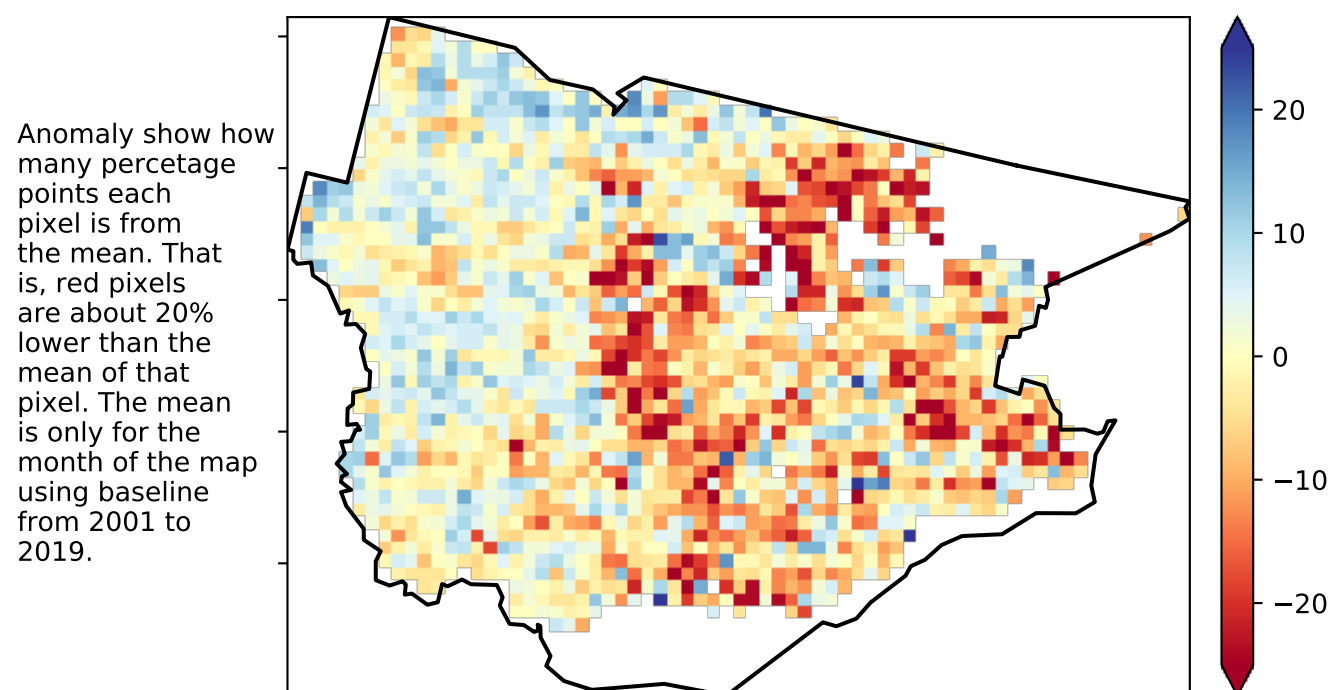 Anomaly show how
many percetage
points each
pixel is from
the mean. That
is, red pixels
are about 20%
lower than the
mean of that
pixel. The mean
is only for the
month of the map
using baseline
from 2001 to
2019.
20
10
0
−10
−20